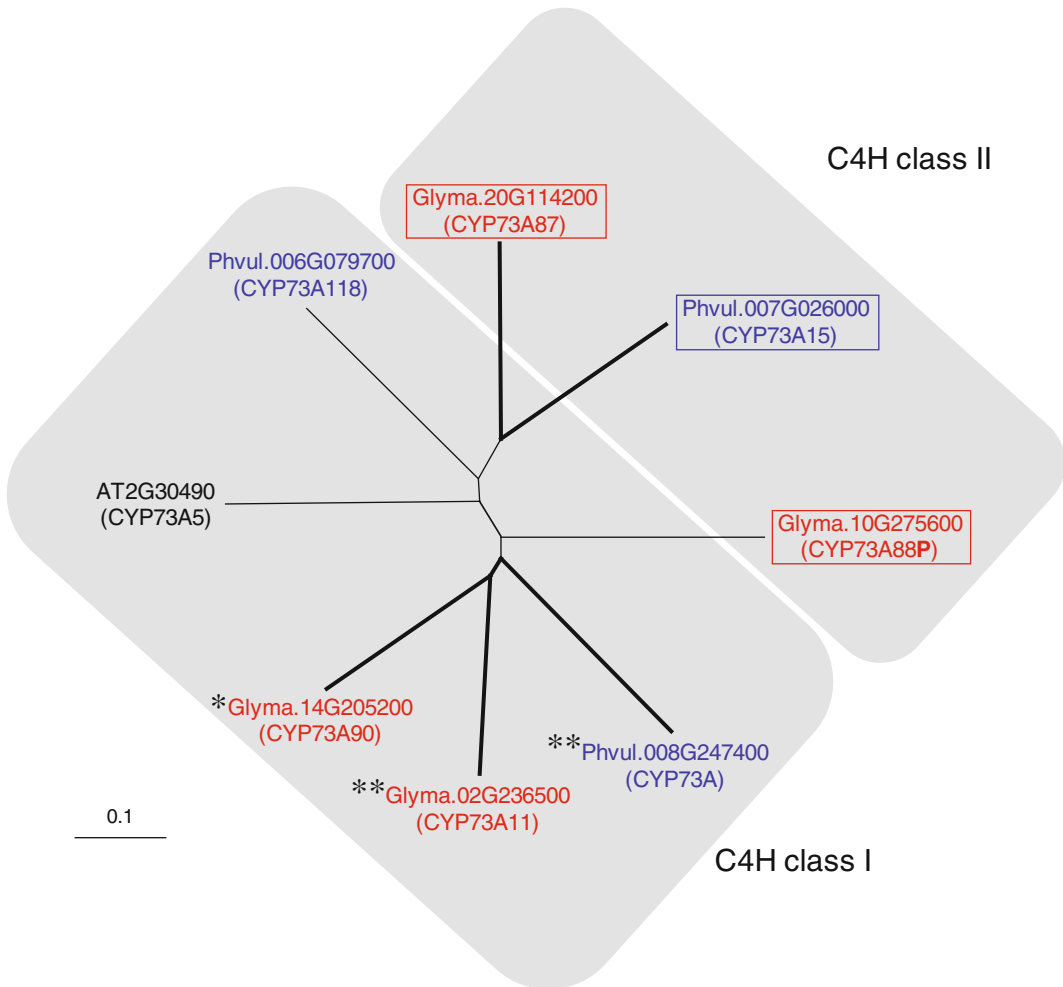 C4H class II
Glyma.20G114200
(CYP73A87)
Phvul.006G079700
(CYP73A118)
Phvul.007G026000
(CYP73A15)
AT2G30490
(CYP73A5)
Glyma.10G275600
(CYP73A88P)
*Glyma.14G205200
(CYP73A90)
**Phvul.008G247400
(CYP73A)
**Glyma.02G236500
(CYP73A11)
0.1
C4H class I